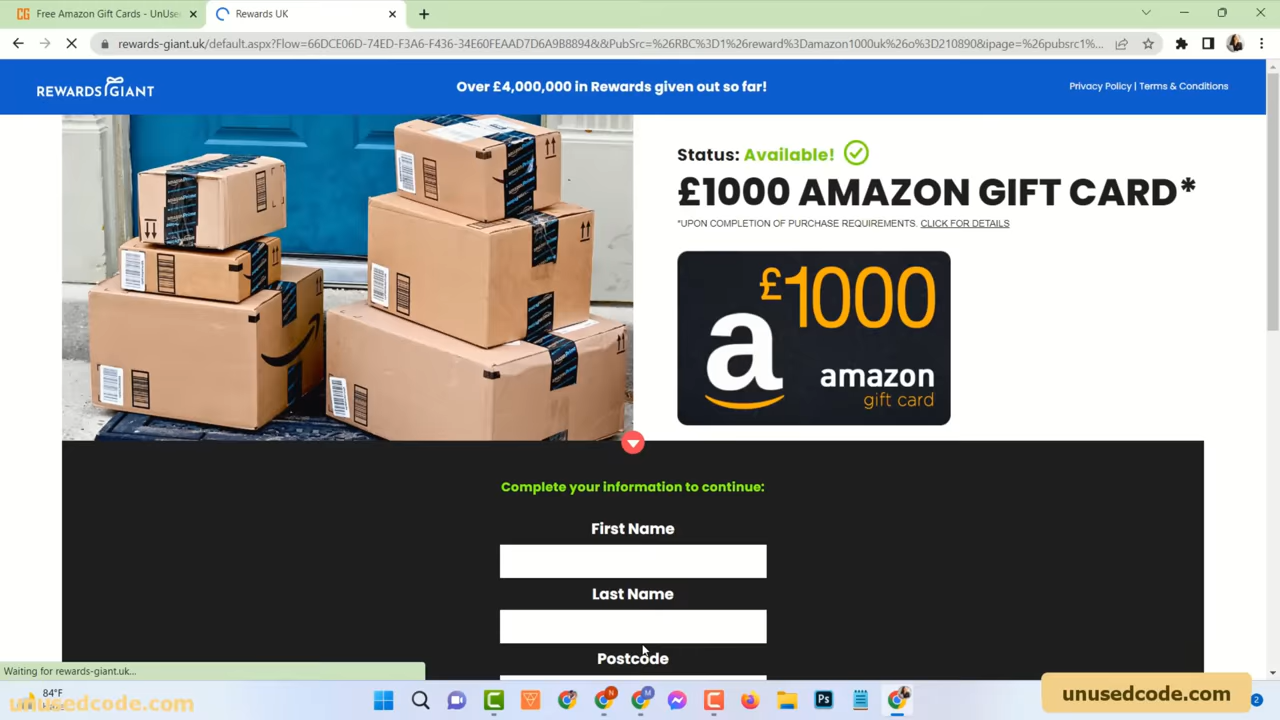 Free Amazon Gift Cards - UnUse
Rewards UK
rewards-giant.uk/default.aspx?Flow=66DCE06D-74ED-F3A6-F436-34E60FEAAD7D6A9B88948&&PubSrc=%26RBC%3D1%26reward%3Damazon1000uk%26o%3D210890&ipage=%26pubsrc1%...
REWARDS GIANT
Over £4,000,000 in Rewards given out so far!
Privacy Policy | Terms & Conditions
Status: Available!
£1000 AMAZON GIFT CARD*
*UPON COMPLETION OF PURCHASE REQUIREMENTS. CLICK FOR DETAILS
£1000
a
amazon
gift card
Complete your information to continue:
First Name
Last Name
Postcode
Waiting for rewards-giant.uk...
84°F
unusedcode.com
unusedcode.com
2